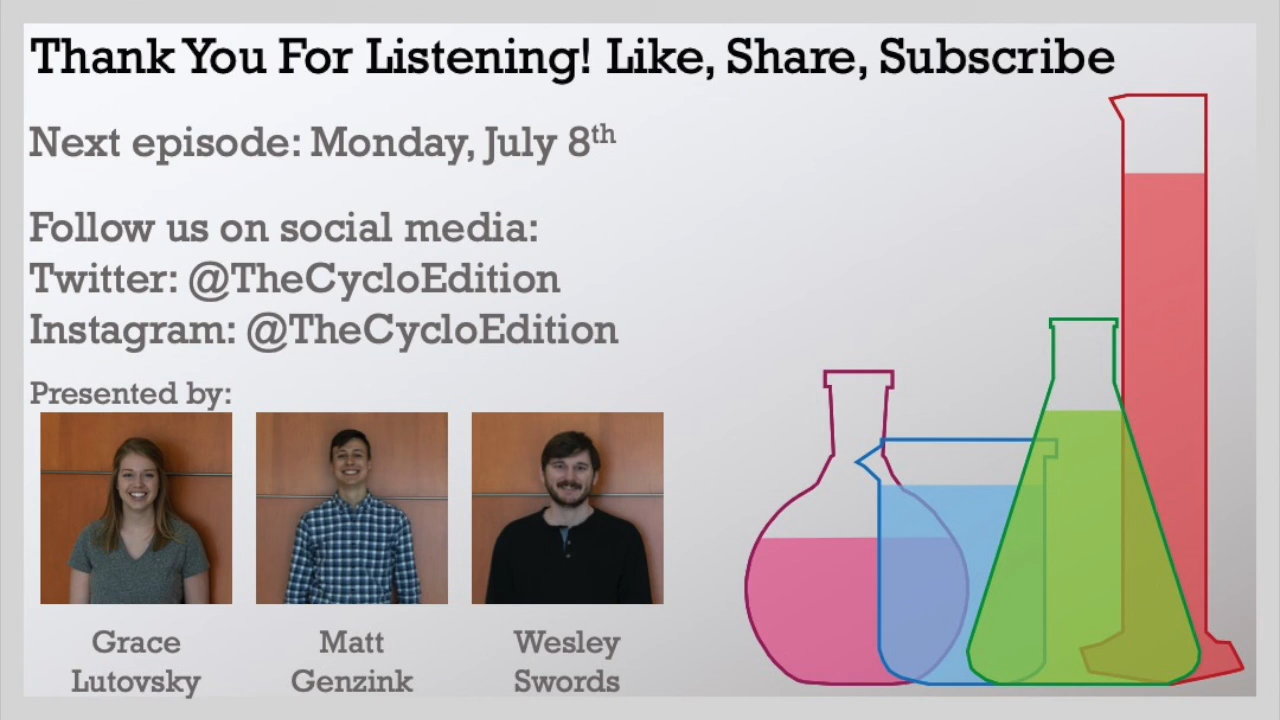 Thank You For Listening! Like, Share, Subscribe
Next episode: Monday, July 8th
Follow us on social media:
Twitter: @TheCycloEdition
Instagram: @TheCycloEdition
Presented by:
Grace
Lutovsky
Matt
Genzink
Wesley
Swords